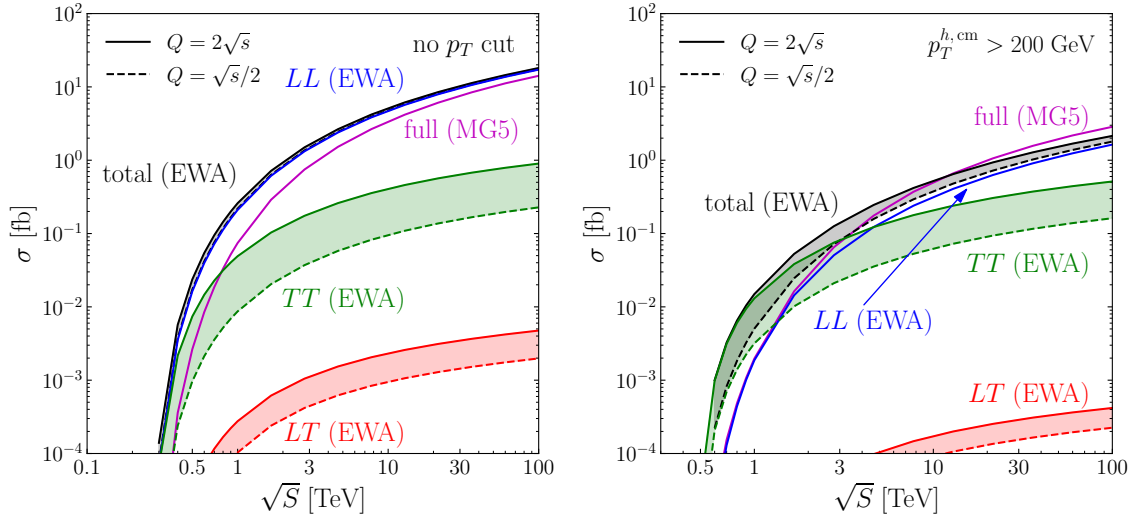 10^2
10^1
10^0
10^{-1}
10^{-2}
10^{-3}
10^{-4}
σ [fb]
Q = 2√s
Q = √s/2
no p_T cut
LL (EWA)
full (MG5)
total (EWA)
TT (EWA)
LT (EWA)
0.1 0.5 1 3 10 30 100
√S [TeV]
10^2
10^1
10^0
10^{-1}
10^{-2}
10^{-3}
10^{-4}
σ [fb]
Q = 2√s
Q = √s/2
p_T^{h, cm} > 200 GeV
full (MG5)
total (EWA)
TT (EWA)
LL (EWA)
LT (EWA)
0.5 1 3 10 30 100
√S [TeV]